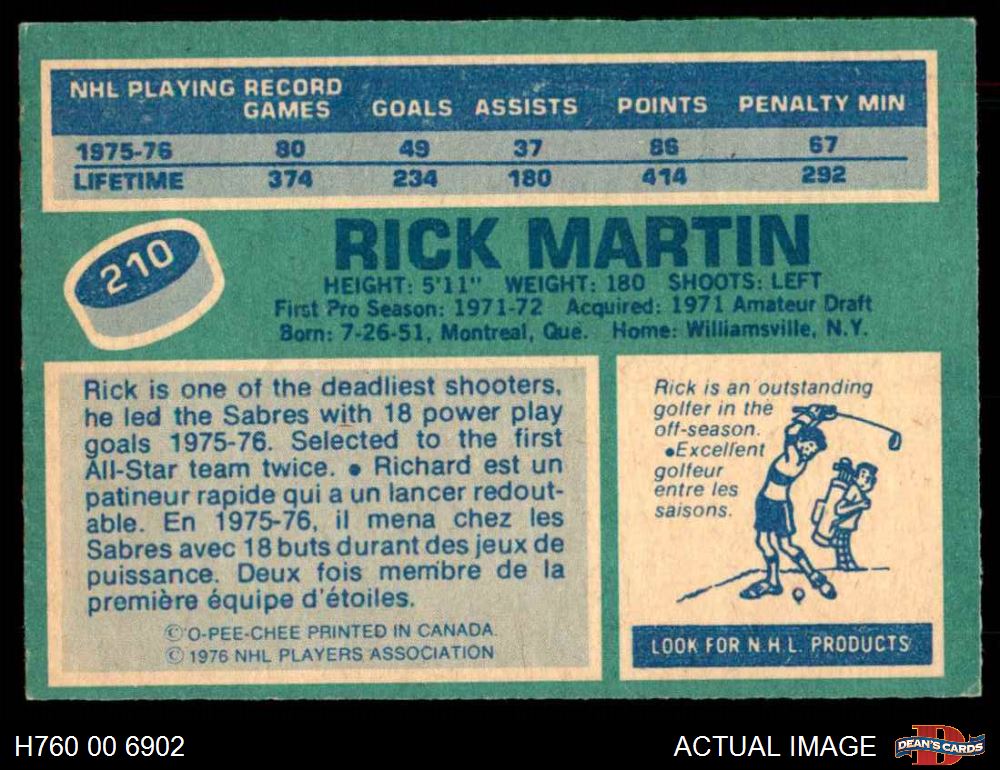 NHL PLAYING RECORD
GAMES GOALS ASSISTS POINTS PENALTY MIN
1975-76 80 49 37 86 67
LIFETIME 374 234 180 414 292
210
RICK MARTIN
HEIGHT: 5'11" WEIGHT: 180 SHOOTS: LEFT
First Pro Season: 1971-72 Acquired: 1971 Amateur Draft
Born: 7-26-51, Montreal, Que. Home: Williamsville, N.Y.
Rick is one of the deadliest shooters,
he led the Sabres with 18 power play
goals 1975-76. Selected to the first
All-Star team twice. • Richard est un
patineur rapide qui a un lancer redout-
able. En 1975-76, il mena chez les
Sabres avec 18 buts durant des jeux de
puissance. Deux fois membre de la
première équipe d'étoiles.
© O-PEE-CHEE PRINTED IN CANADA.
© 1976 NHL PLAYERS ASSOCIATION
Rick is an outstanding
golfer in the
off-season.
•Excellent
golfeur
entre les
saisons.
LOOK FOR N.H.L. PRODUCTS
H760 00 6902
ACTUAL IMAGE
D
DEAN'S CARDS